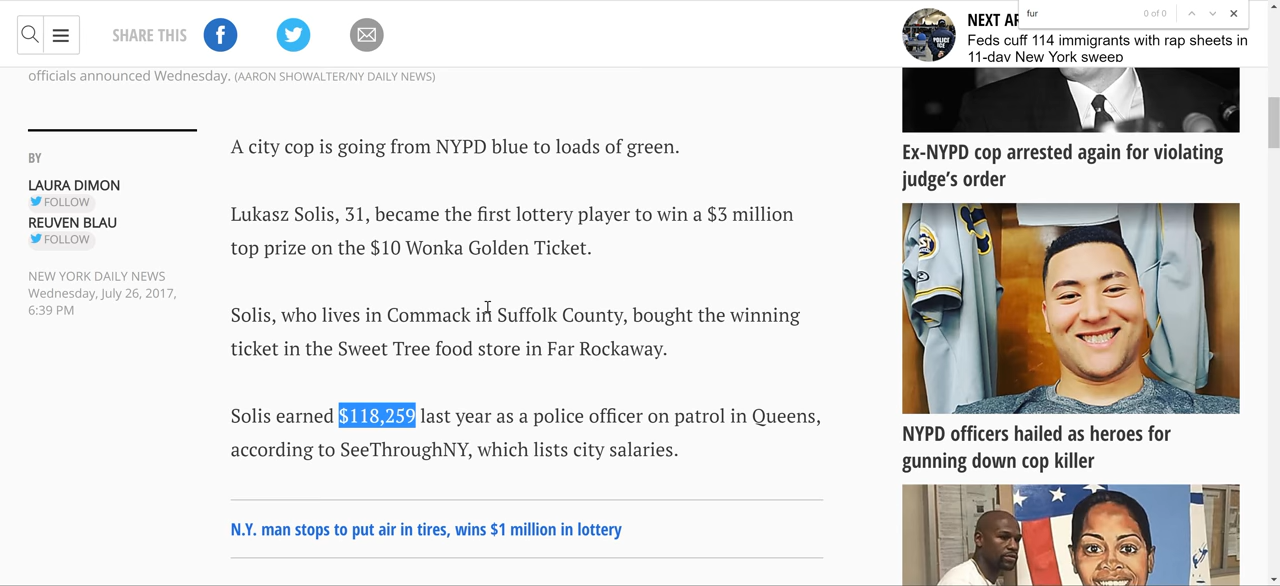 SHARE THIS
fur
0 of 0
NEXT AR
Feds cuff 114 immigrants with rap sheets in
11-day New York sweep
officials announced Wednesday. (AARON SHOWALTER/NY DAILY NEWS)
BY
LAURA DIMON
FOLLOW
REUVEN BLAU
FOLLOW
NEW YORK DAILY NEWS
Wednesday, July 26, 2017,
6:39 PM
A city cop is going from NYPD blue to loads of green.
Lukasz Solis, 31, became the first lottery player to win a $3 million
top prize on the $10 Wonka Golden Ticket.
Solis, who lives in Commack in Suffolk County, bought the winning
ticket in the Sweet Tree food store in Far Rockaway.
Solis earned $118,259 last year as a police officer on patrol in Queens,
according to SeeThroughNY, which lists city salaries.
N.Y. man stops to put air in tires, wins $1 million in lottery
POLICE
ICE
Ex-NYPD cop arrested again for violating
judge's order
NYPD officers hailed as heroes for
gunning down cop killer